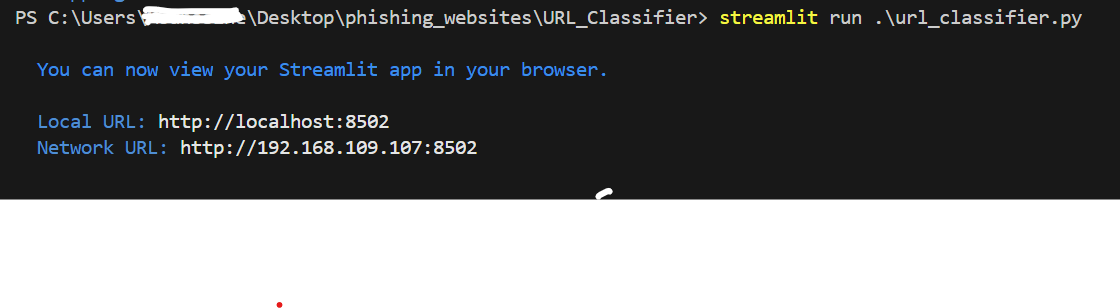 PS C:\Users\ \Desktop\phishing_websites\URL_Classifier> streamlit run .\url_classifier.py
You can now view your Streamlit app in your browser.
Local URL: http://localhost:8502
Network URL: http://192.168.109.107:8502